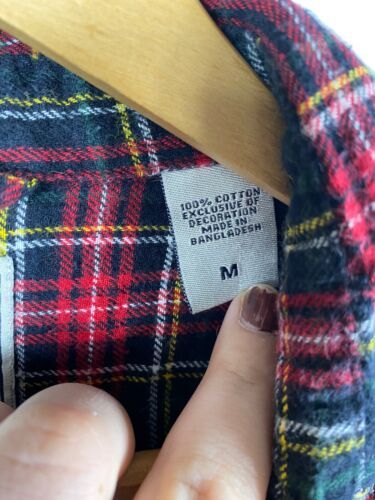 100% COTTON
EXCLUSIVE OF
DECORATION
MADE IN
BANGLADESH
M